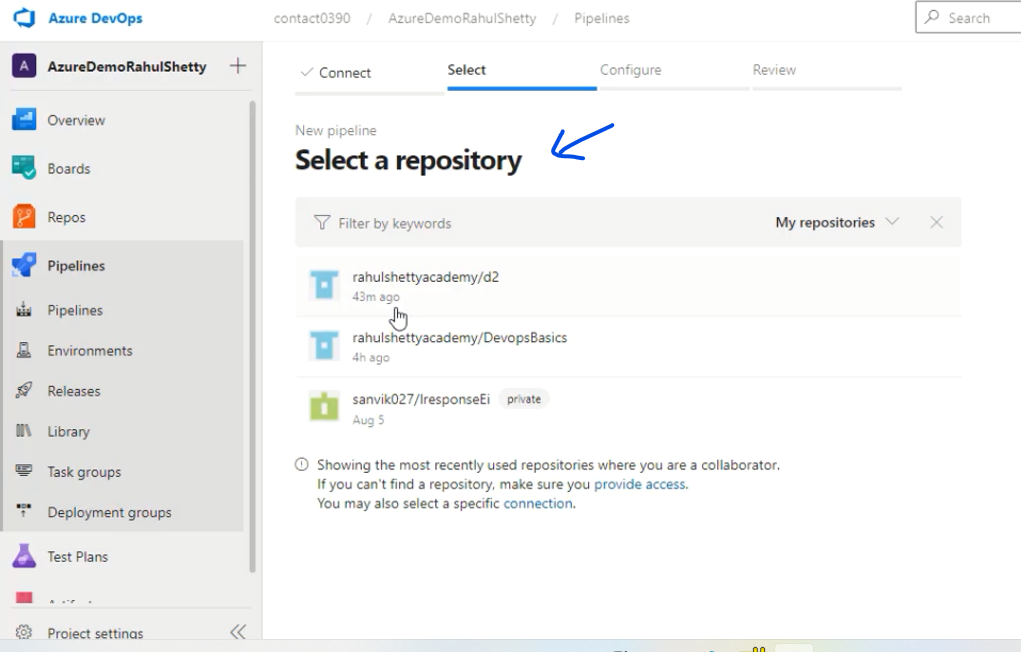 Azure DevOps
contact0390 / AzureDemoRahulShetty / Pipelines
Search
A AzureDemoRahulShetty
Overview
Boards
Repos
Pipelines
Pipelines
Environments
Releases
Library
Task groups
Deployment groups
Test Plans
Project settings
Connect
Select
Configure
Review
New pipeline
Select a repository
Filter by keywords
My repositories
rahulshettyacademy/d2
43m ago
rahulshettyacademy/DevopsBasics
4h ago
sanvik027/IresponseEi private
Aug 5
Showing the most recently used repositories where you are a collaborator.
If you can't find a repository, make sure you provide access.
You may also select a specific connection.